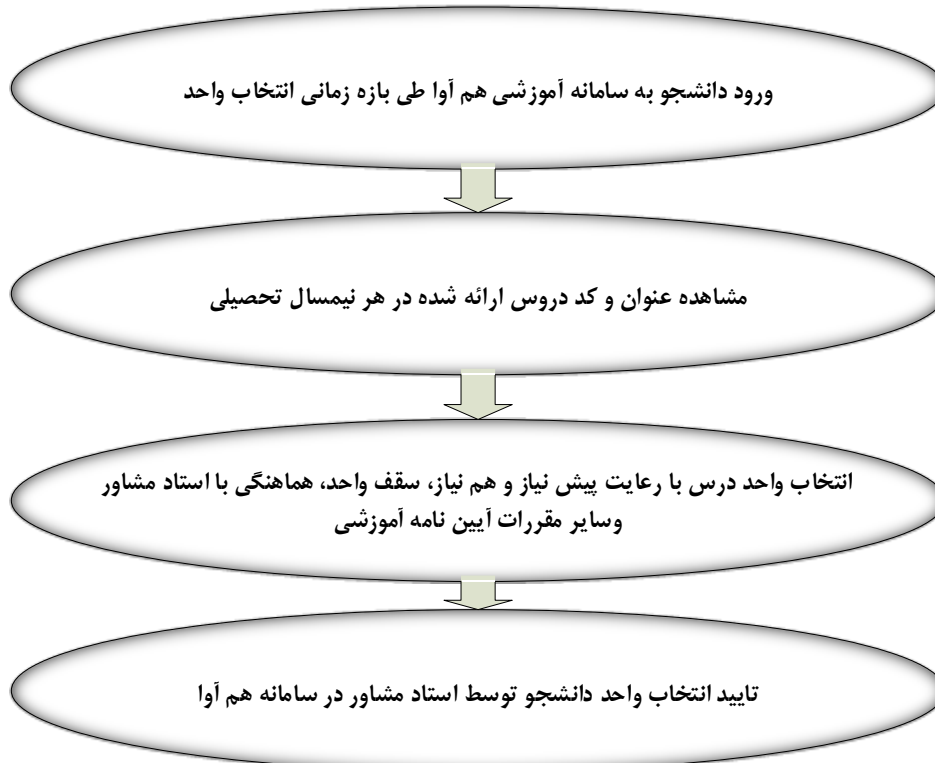 ورود دانشجو به سامانه آموزشی هم آوا طی بازه زمانی انتخاب واحد
مشاهده عنوان و کد دروس ارائه شده در هر نیمسال تحصیلی
انتخاب واحد درس با رعایت پیش نیاز و هم نیاز، سقف واحد، هماهنگی با استاد مشاور
وسایر مقررات آیین نامه آموزشی
تایید انتخاب واحد دانشجو توسط استاد مشاور در سامانه هم آوا